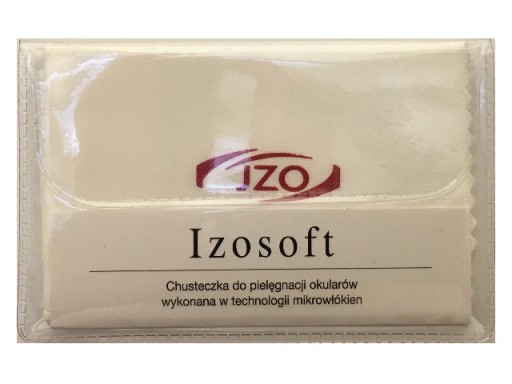 IZO
Izosoft
Chusteczka do pielęgnacji okularów
wykonana w technologii mikrowłókien